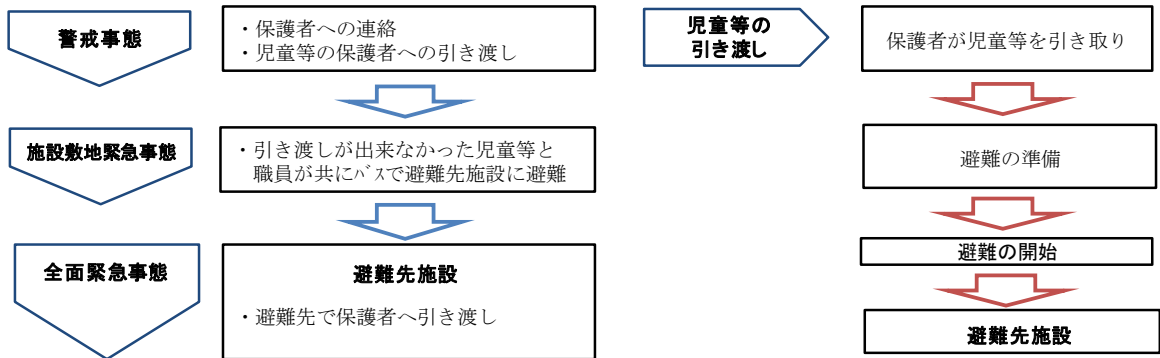 警戒事態
・保護者への連絡
・児童等の保護者への引き渡し
施設敷地緊急事態
・引き渡しが出来なかった児童等と
職員が共にバスで避難先施設に避難
全面緊急事態
避難先施設
・避難先で保護者へ引き渡し
児童等の
引き渡し
保護者が児童等を引き取り
避難の準備
避難の開始
避難先施設